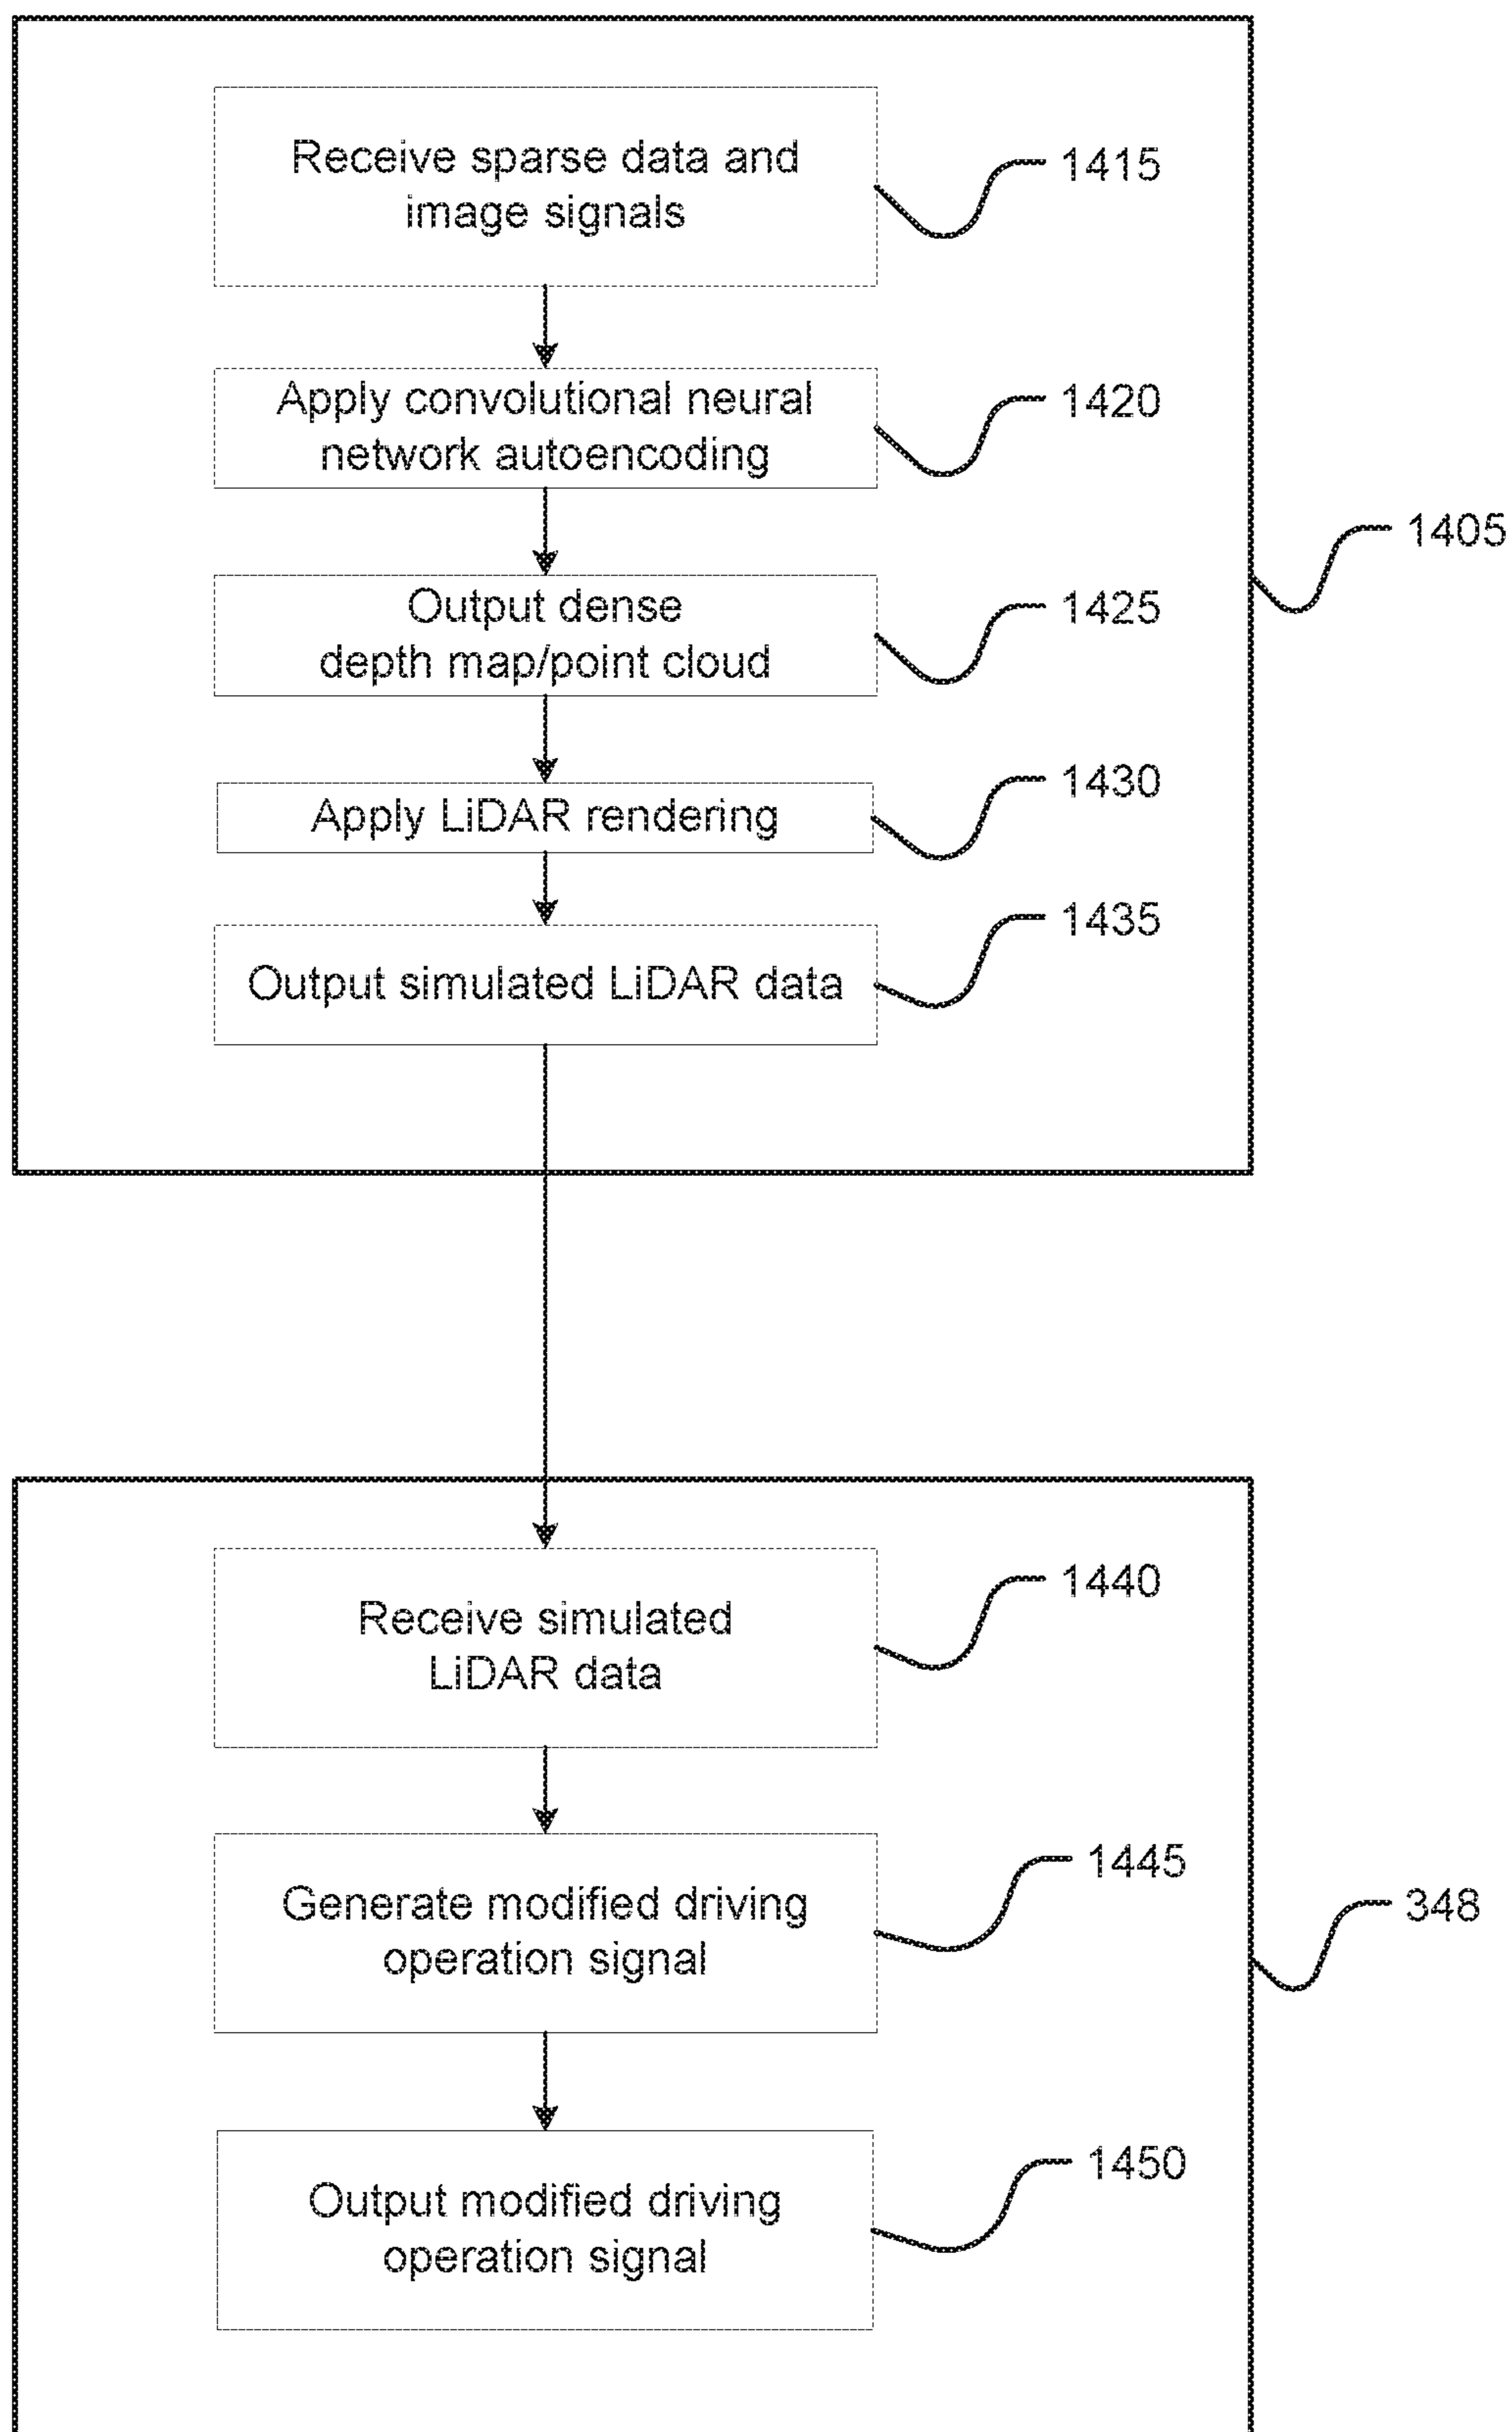 Receive sparse data and
image signals
1415
Apply convolutional neural
network autoencoding
1420
1405
Output dense
depth map/point cloud
1425
Apply LiDAR rendering
1430
Output simulated LiDAR data
1435
Receive simulated
LiDAR data
1440
Generate modified driving
operation signal
1445
348
Output modified driving
operation signal
1450